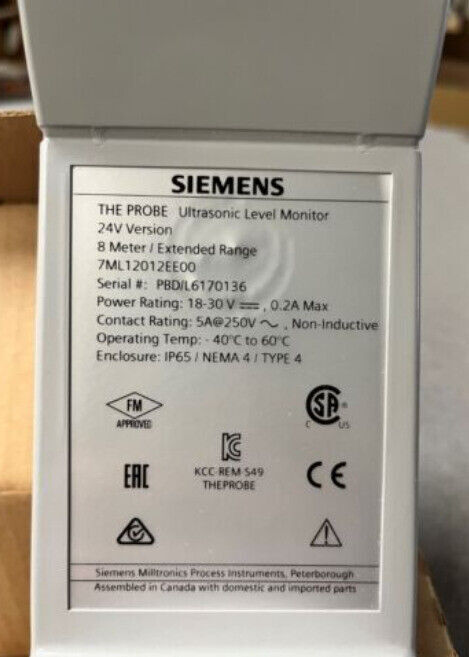 SIEMENS
THE PROBE Ultrasonic Level Monitor
24V Version
8 Meter / Extended Range
7ML12012EE00
Serial #: PBD/L6170136
Power Rating: 18-30 V ⎓ , 0.2A Max
Contact Rating: 5A@250V ∼ , Non-Inductive
Operating Temp: - 40°C to 60°C
Enclosure: IP65 / NEMA 4 / TYPE 4
FM
APPROVED
SA ®
C US
KC
KCC-REM-S49
THEPROBE
EAC
CE
Siemens Milltronics Process Instruments, Peterborough
Assembled in Canada with domestic and imported parts